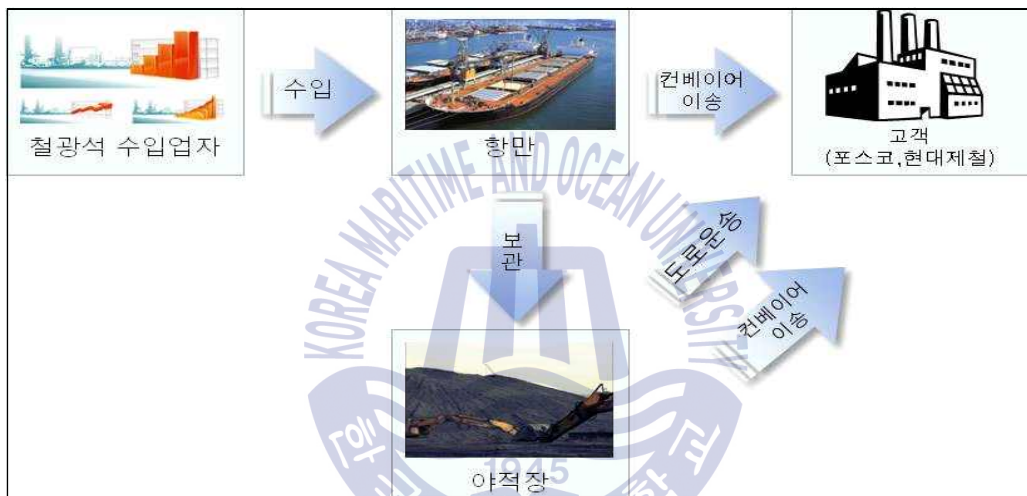 수입
컨베이어
이송
철광석 수입업자
항만
고객
(포스코,현대제철)
KOREA MARITIME AND OCEAN UNIVERSITY
보
관
도로운송
컨베이어
이송
1945
야적장